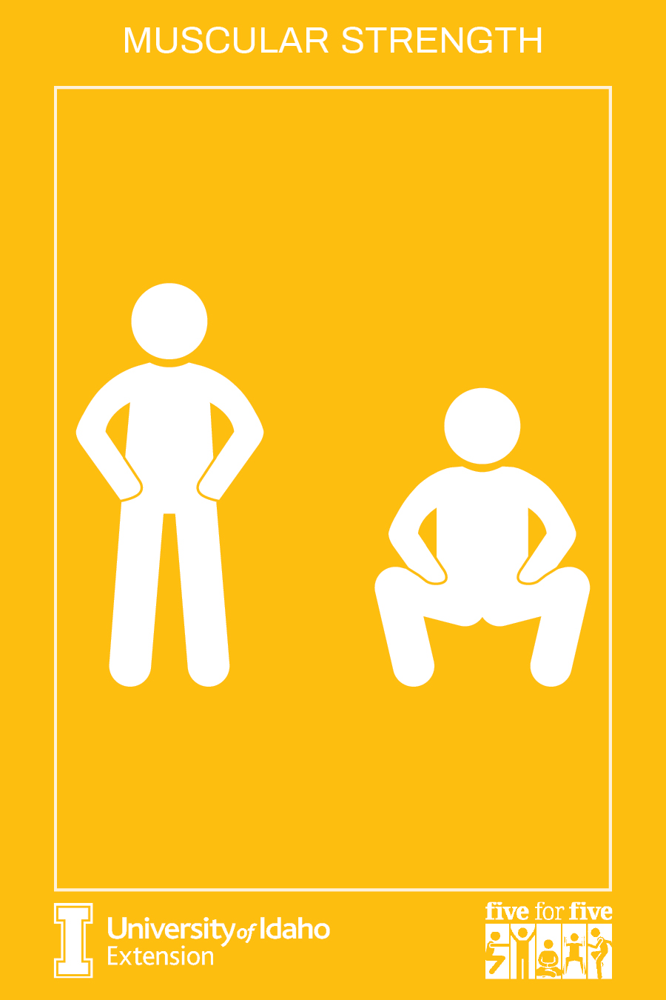 MUSCULAR STRENGTH
University of Idaho
Extension
five for five